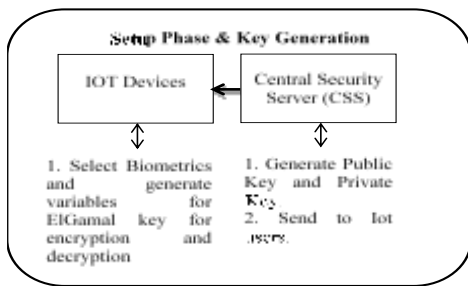 Setup Phase & Key Generation
IOT Devices
Central Security
Server (CSS)
1. Select Biometrics
and generate
variables for
ElGamal key for
encryption and
decryption
1. Generate Public
Key and Private
Key.
2. Send to Iot
users.